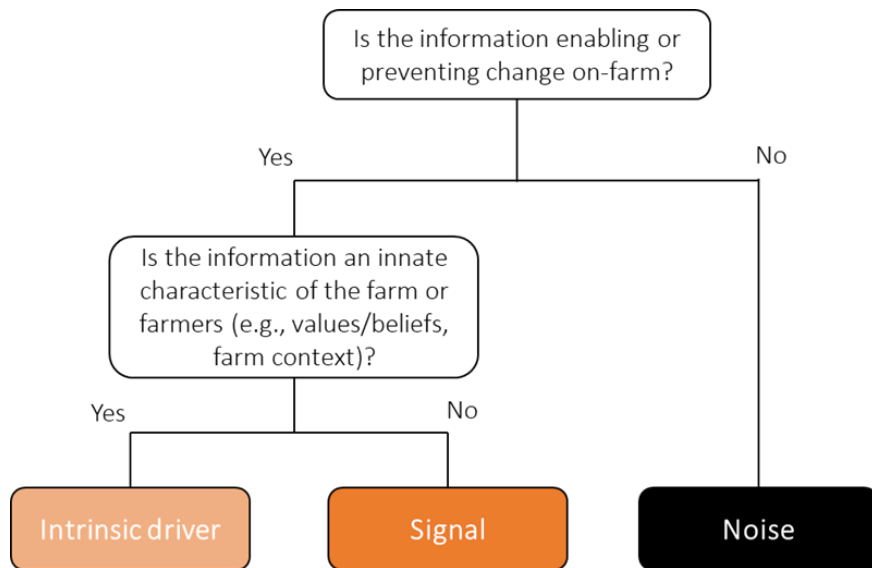 Is the information enabling or
preventing change on-farm?
Yes
No
Is the information an innate
characteristic of the farm or
farmers (e.g., values/beliefs,
farm context)?
Yes
No
Intrinsic driver
Signal
Noise